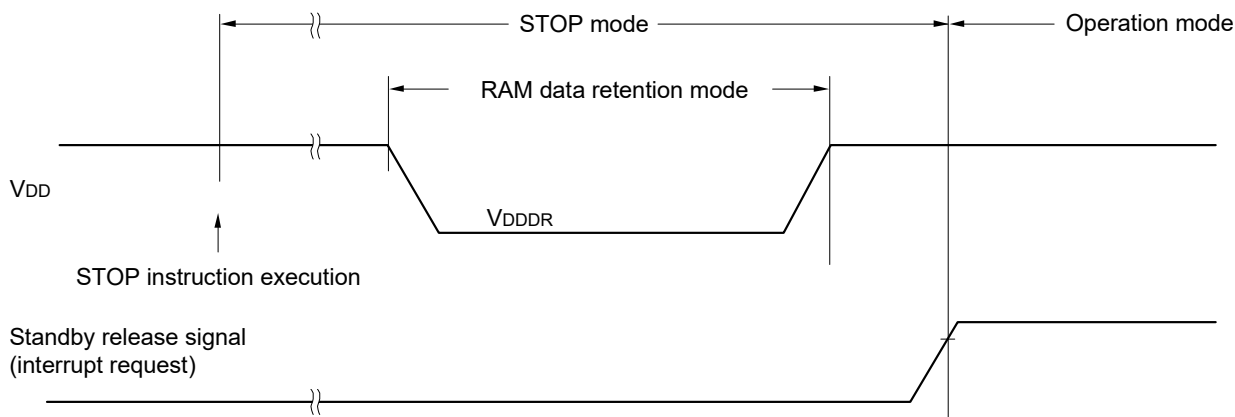 STOP mode
Operation mode
RAM data retention mode
VDD
VDDDR
STOP instruction execution
Standby release signal
(interrupt request)